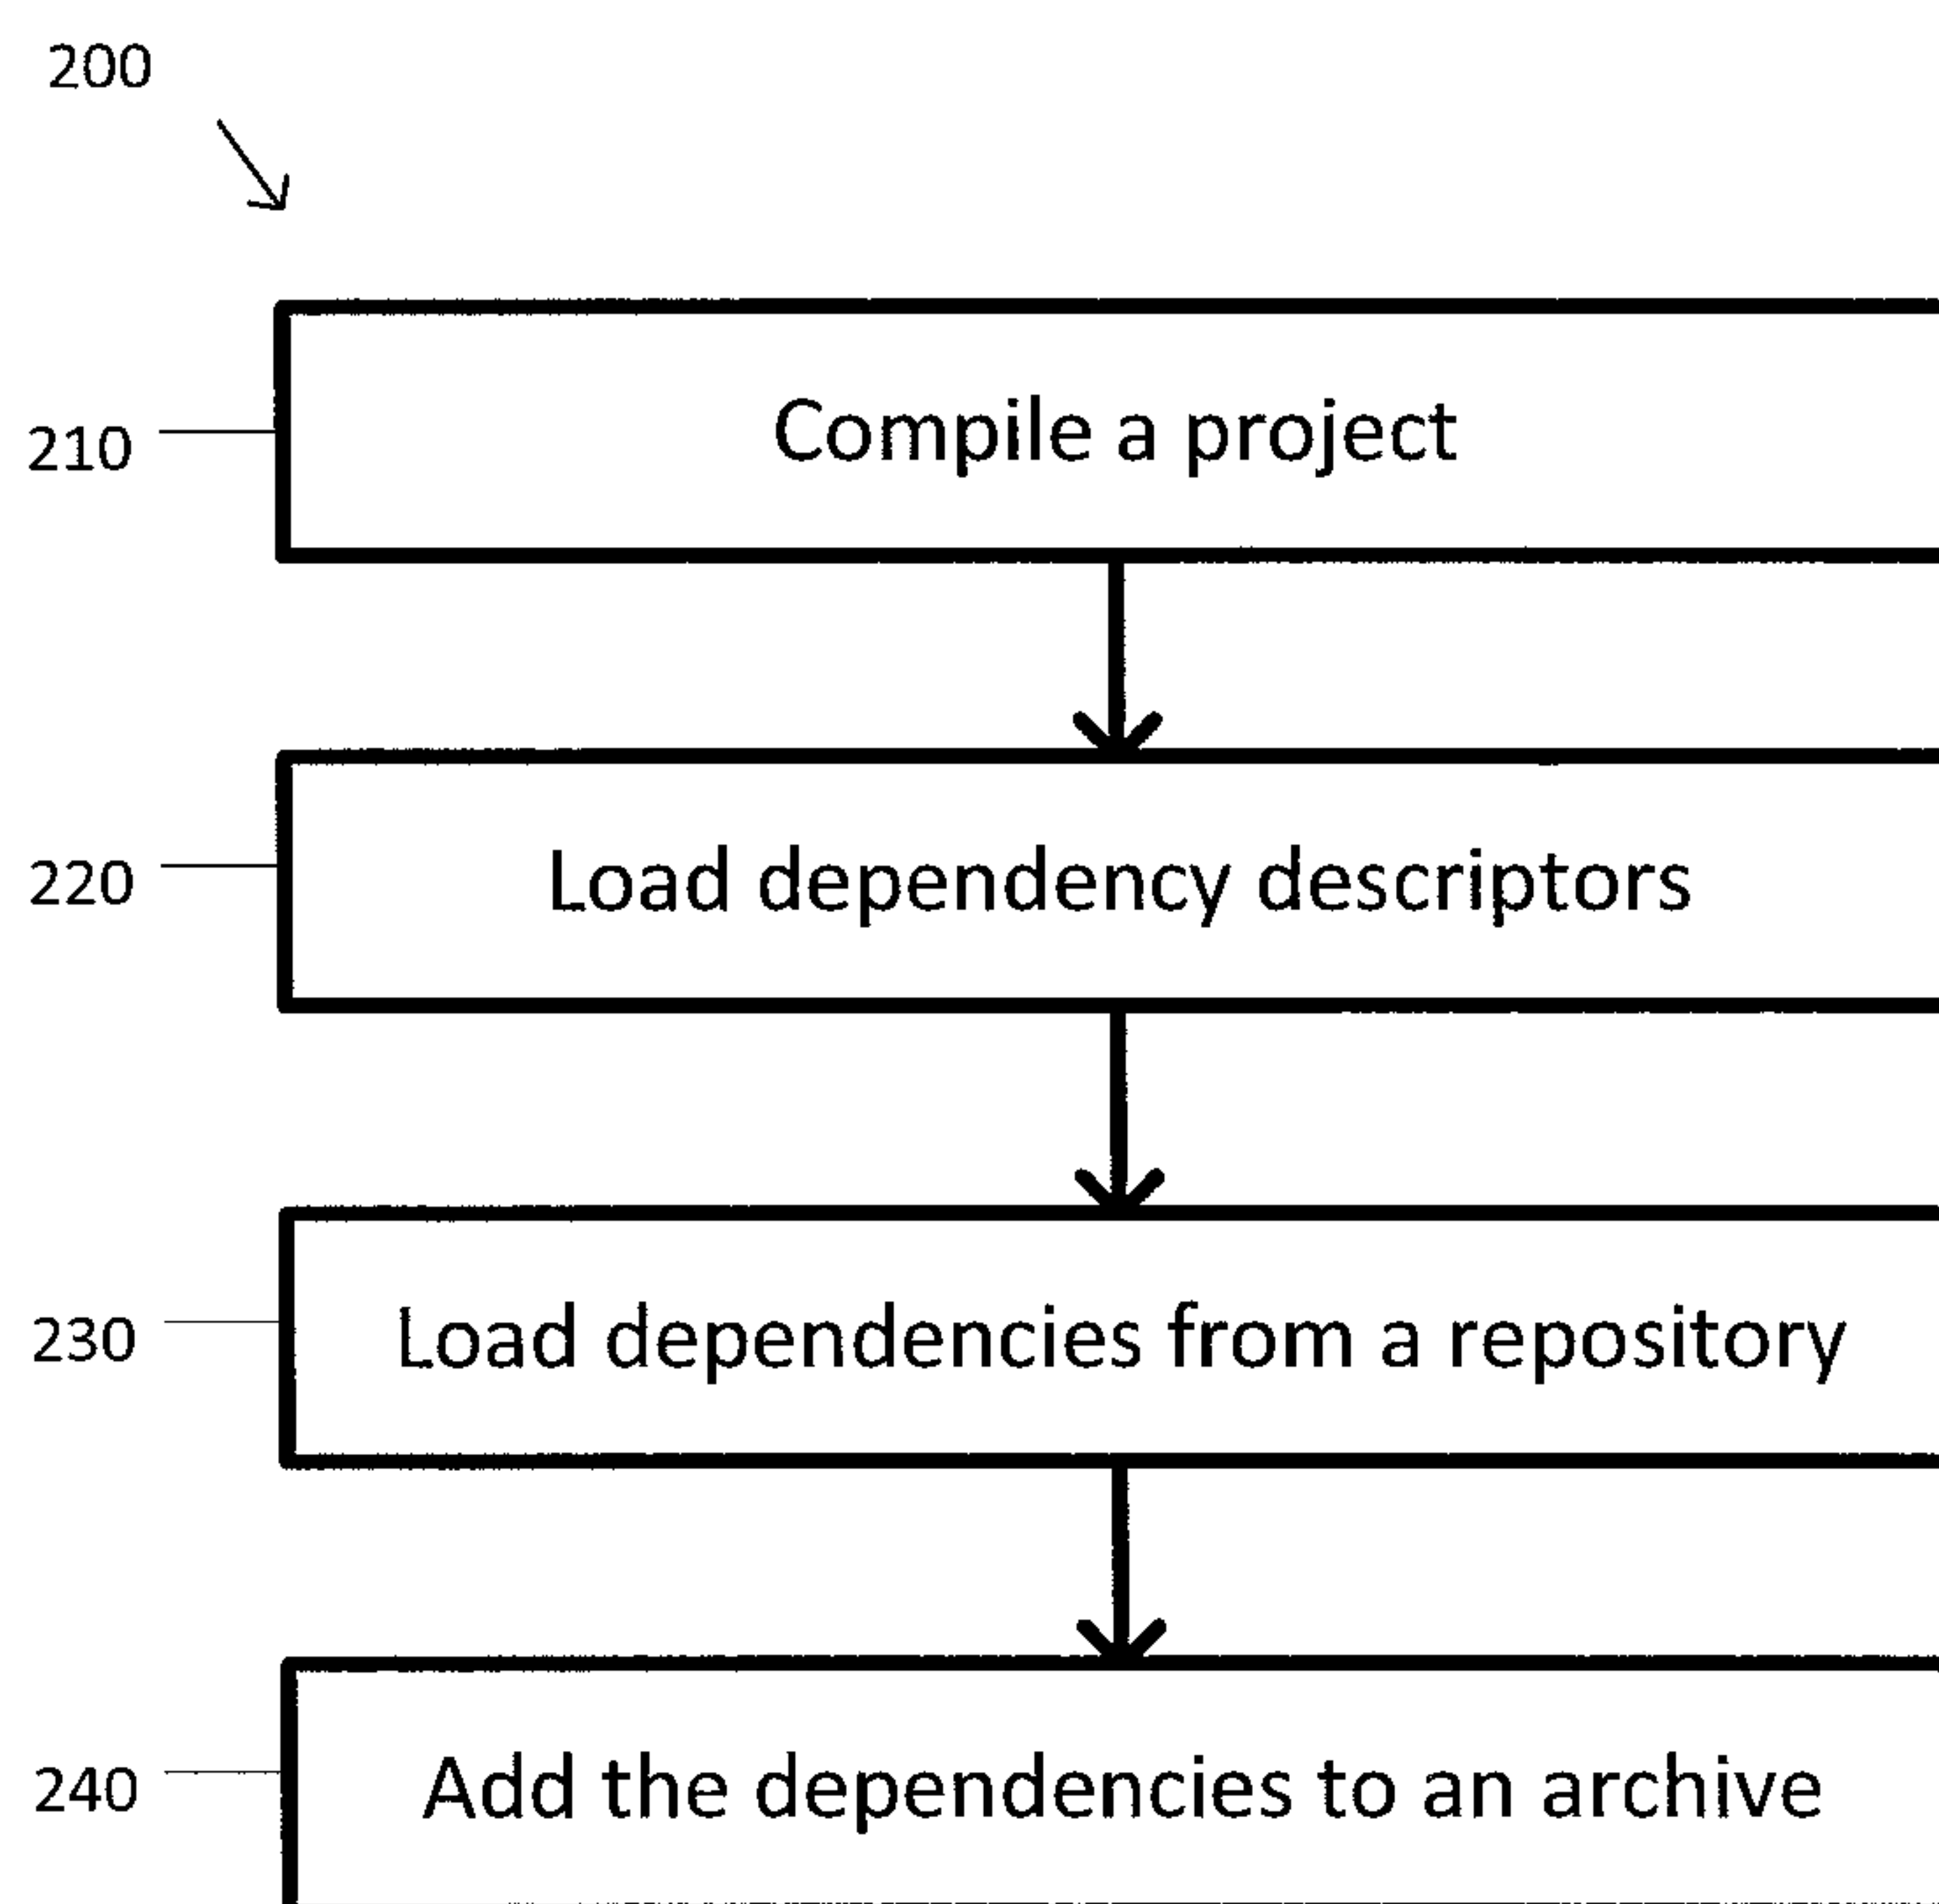 200
210
Compile a project
220
Load dependency descriptors
230
Load dependencies from a repository
240
Add the dependencies to an archive